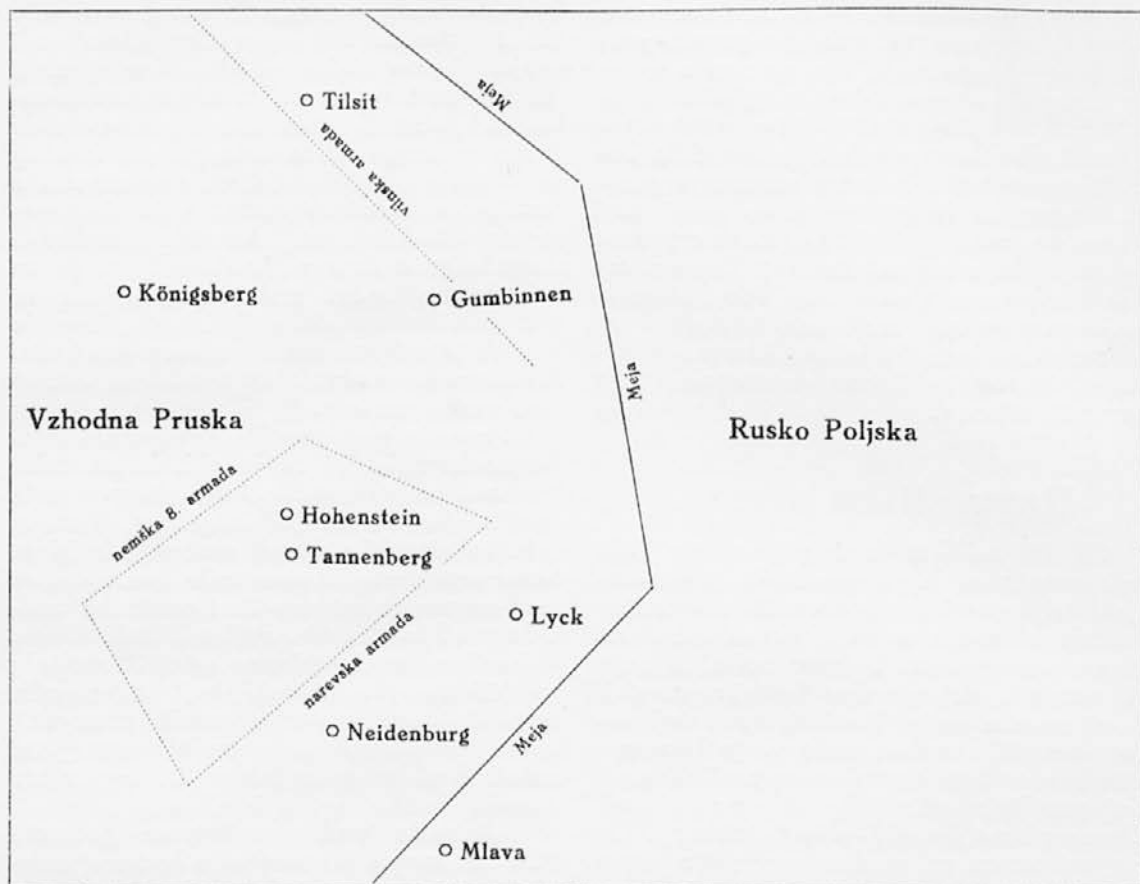 Meja
Tilsit
vilnska armada
Königsberg
Gumbinnen
Meja
Vzhodna Pruska
Rusko Poljska
nemška 8. armada
Hohenstein
Tannenberg
Lyck
narevska armada
Neidenburg
Meja
Mlava